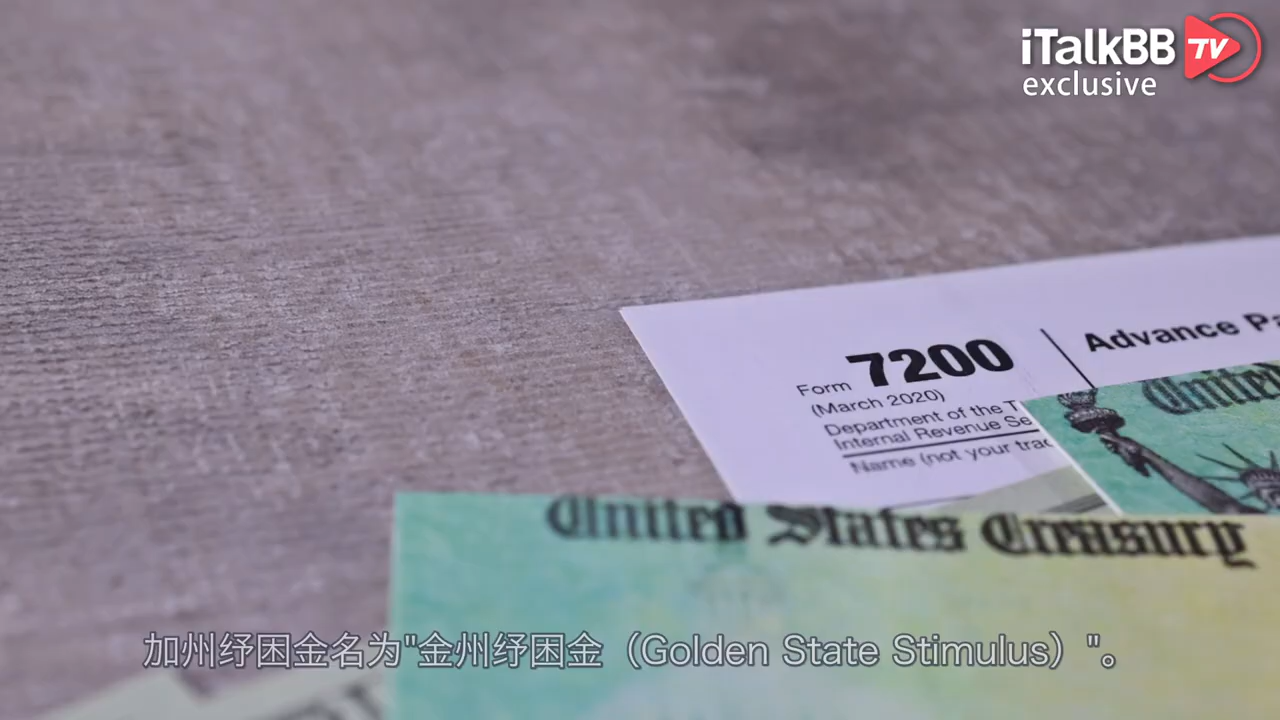 iTalkBB TV
exclusive
Form 7200
(March 2020)
Department of the T
Internal Revenue Se
Name (not your trad
Advance Pa
United
United States Treasury
加州纾困金名为"金州纾困金（Golden State Stimulus）"。